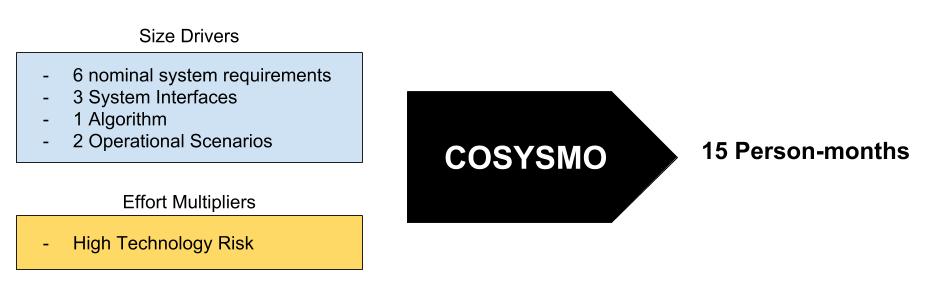 Size Drivers
- 6 nominal system requirements
- 3 System Interfaces
- 1 Algorithm
- 2 Operational Scenarios
Effort Multipliers
- High Technology Risk
COSYSMO
15 Person-months